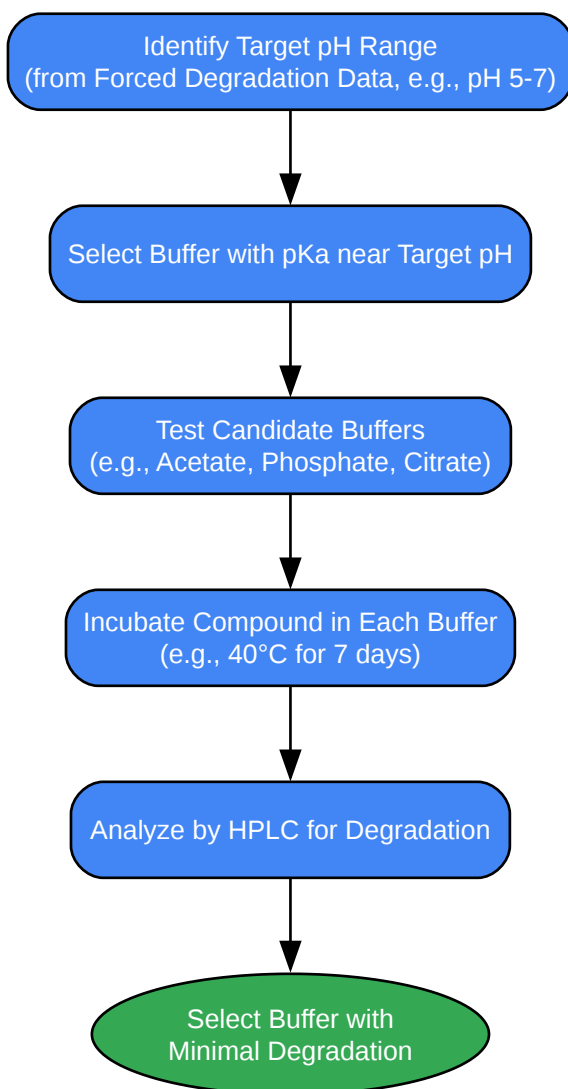 Identify Target pH Range
(from Forced Degradation Data, e.g., pH 5-7)
Select Buffer with pKa near Target pH
Test Candidate Buffers
(e.g., Acetate, Phosphate, Citrate)
Incubate Compound in Each Buffer
(e.g., 40°C for 7 days)
Analyze by HPLC for Degradation
Select Buffer with
Minimal Degradation